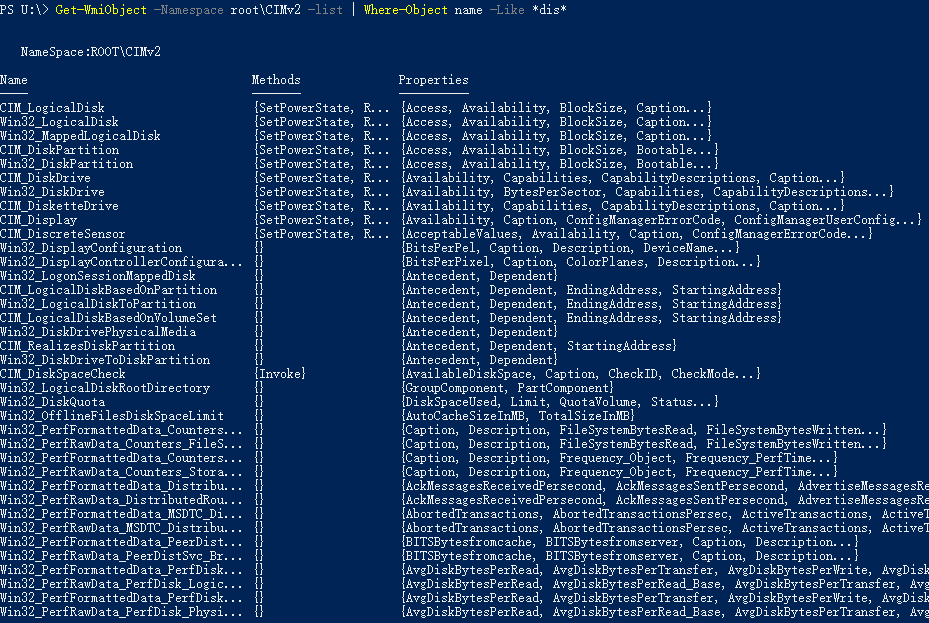 PS U:\> Get-WmiObject -Namespace root\CIMv2 -list | Where-Object name -Like *dis*
NameSpace:ROOT\CIMv2
Name Methods Properties
CIM_LogicalDisk {SetPowerState, R... {Access, Availability, BlockSize, Caption...}
Win32_LogicalDisk {SetPowerState, R... {Access, Availability, BlockSize, Caption...}
Win32_MappedLogicalDisk {SetPowerState, R... {Access, Availability, BlockSize, Caption...}
CIM_DiskPartition {SetPowerState, R... {Access, Availability, BlockSize, Bootable...}
Win32_DiskPartition {SetPowerState, R... {Access, Availability, BlockSize, Bootable...}
CIM_DiskDrive {SetPowerState, R... {Availability, Capabilities, CapabilityDescriptions, Caption...}
Win32_DiskDrive {SetPowerState, R... {Availability, BytesPerSector, Capabilities, CapabilityDescriptions...}
CIM_DisketteDrive {SetPowerState, R... {Availability, Capabilities, CapabilityDescriptions, Caption...}
CIM_Display {SetPowerState, R... {Availability, Caption, ConfigManagerErrorCode, ConfigManagerUserConfig...}
CIM_DiscreteSensor {SetPowerState, R... {AcceptableValues, Availability, Caption, ConfigManagerErrorCode...}
Win32_DisplayConfiguration {} {BitsPerPel, Caption, Description, DeviceName...}
Win32_DisplayControllerConfigura... {} {BitsPerPixel, Caption, ColorPlanes, Description...}
Win32_LogonSessionMappedDisk {} {Antecedent, Dependent}
CIM_LogicalDiskBasedOnPartition {} {Antecedent, Dependent, EndingAddress, StartingAddress}
Win32_LogicalDiskToPartition {} {Antecedent, Dependent, EndingAddress, StartingAddress}
CIM_LogicalDiskBasedOnVolumeSet {} {Antecedent, Dependent, EndingAddress, StartingAddress}
Win32_DiskDrivePhysicalMedia {} {Antecedent, Dependent}
CIM_RealizesDiskPartition {} {Antecedent, Dependent, StartingAddress}
Win32_DiskDriveToDiskPartition {} {Antecedent, Dependent}
CIM_DiskSpaceCheck {Invoke} {AvailableDiskSpace, Caption, CheckID, CheckMode...}
Win32_LogicalDiskRootDirectory {} {GroupComponent, PartComponent}
Win32_DiskQuota {} {DiskSpaceUsed, Limit, QuotaVolume, Status...}
Win32_OfflineFilesDiskSpaceLimit {} {AutoCacheSizeInMB, TotalSizeInMB}
Win32_PerfFormattedData_Counters... {} {Caption, Description, FileSystemBytesRead, FileSystemBytesWritten...}
Win32_PerfRawData_Counters_FileS... {} {Caption, Description, FileSystemBytesRead, FileSystemBytesWritten...}
Win32_PerfFormattedData_Counters... {} {Caption, Description, Frequency_Object, Frequency_PerfTime...}
Win32_PerfRawData_Counters_Stora... {} {Caption, Description, Frequency_Object, Frequency_PerfTime...}
Win32_PerfFormattedData_Distribu... {} {AckMessagesReceivedPersecond, AckMessagesSentPersecond, AdvertiseMessagesRe
Win32_PerfRawData_DistributedRou... {} {AckMessagesReceivedPersecond, AckMessagesSentPersecond, AdvertiseMessagesRe
Win32_PerfFormattedData_MSDTC_Di... {} {AbortedTransactions, AbortedTransactionsPersec, ActiveTransactions, ActiveT
Win32_PerfRawData_MSDTC_Distribu... {} {AbortedTransactions, AbortedTransactionsPersec, ActiveTransactions, ActiveT
Win32_PerfFormattedData_PeerDist... {} {BITSBytesfromcache, BITSBytesfromserver, Caption, Description...}
Win32_PerfRawData_PeerDistSvc_Br... {} {BITSBytesfromcache, BITSBytesfromserver, Caption, Description...}
Win32_PerfFormattedData_PerfDisk... {} {AvgDiskBytesPerRead, AvgDiskBytesPerTransfer, AvgDiskBytesPerWrite, AvgDisk
Win32_PerfRawData_PerfDisk_Logic... {} {AvgDiskBytesPerRead, AvgDiskBytesPerRead_Base, AvgDiskBytesPerTransfer, Avg
Win32_PerfFormattedData_PerfDisk... {} {AvgDiskBytesPerRead, AvgDiskBytesPerTransfer, AvgDiskBytesPerWrite, AvgDisk
Win32_PerfRawData_PerfDisk_Physi... {} {AvgDiskBytesPerRead, AvgDiskBytesPerRead_Base, AvgDiskBytesPerTransfer, Avg